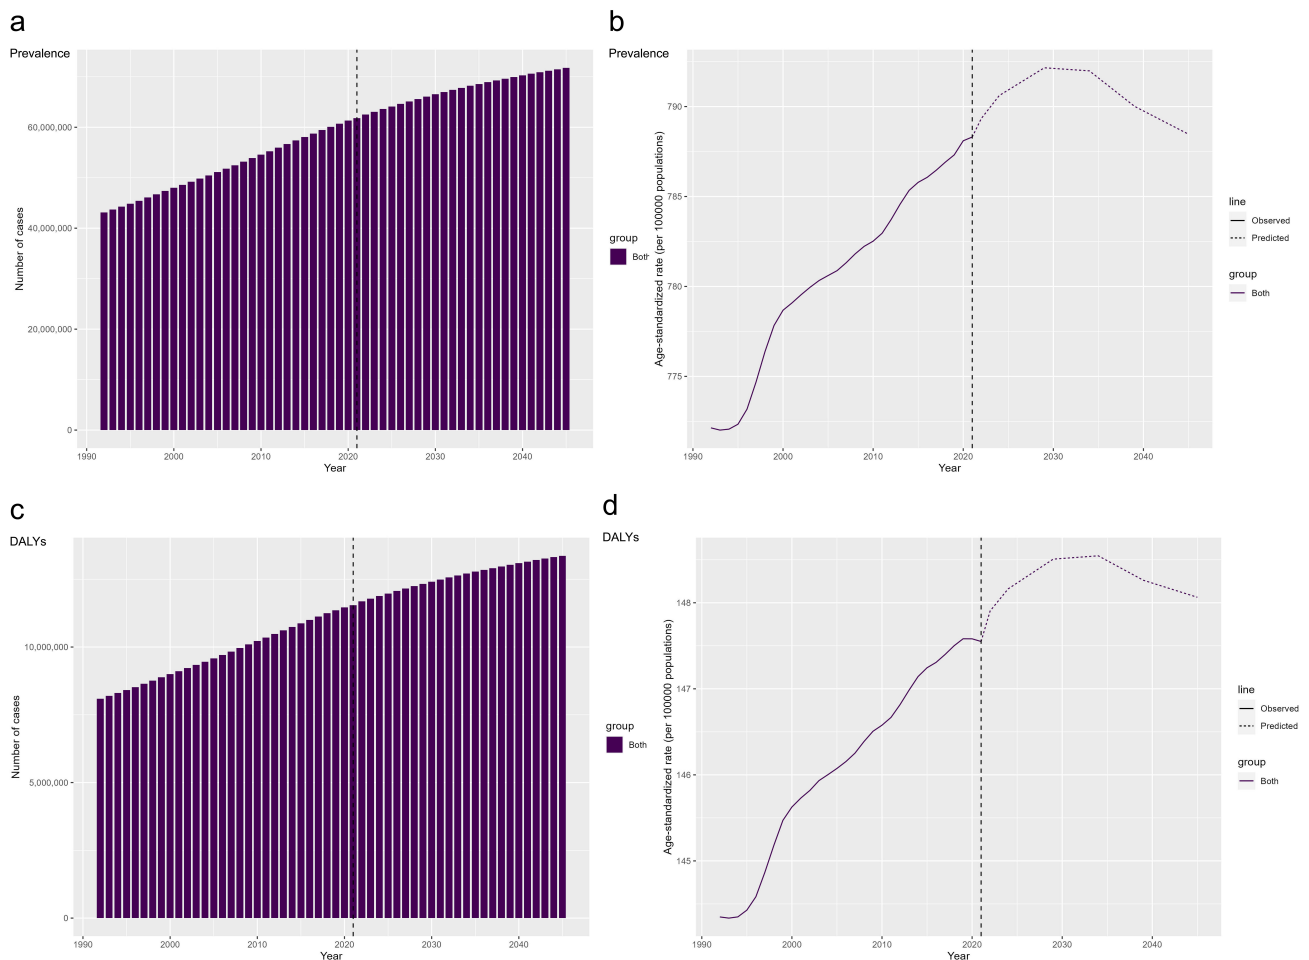 a
Prevalence
Number of cases
60,000,000
40,000,000
20,000,000
0
1990
2000
2010
2020
2030
2040
Year
group
Both
b
Prevalence
Age-standardized rate (per 100000 populations)
790
785
780
775
1990
2000
2010
2020
2030
2040
Year
line
Observed
Predicted
group
Both
c
DALYs
Number of cases
10,000,000
5,000,000
0
1990
2000
2010
2020
2030
2040
Year
group
Both
d
DALYs
Age-standardized rate (per 100000 populations)
148
147
146
145
1990
2000
2010
2020
2030
2040
Year
line
Observed
Predicted
group
Both